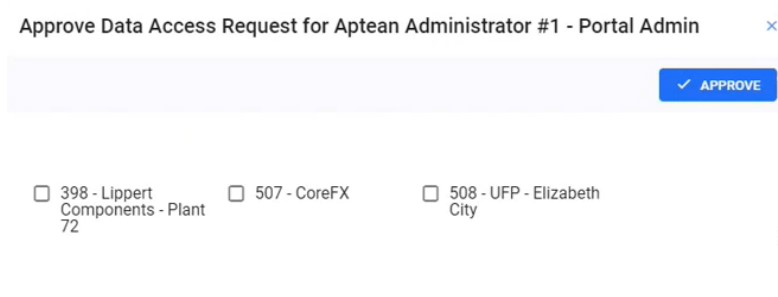 Approve Data Access Request for Aptean Administrator #1 - Portal Admin
APPROVE
398 - Lippert
Components - Plant
72
507 - CoreFX
508 - UFP - Elizabeth
City